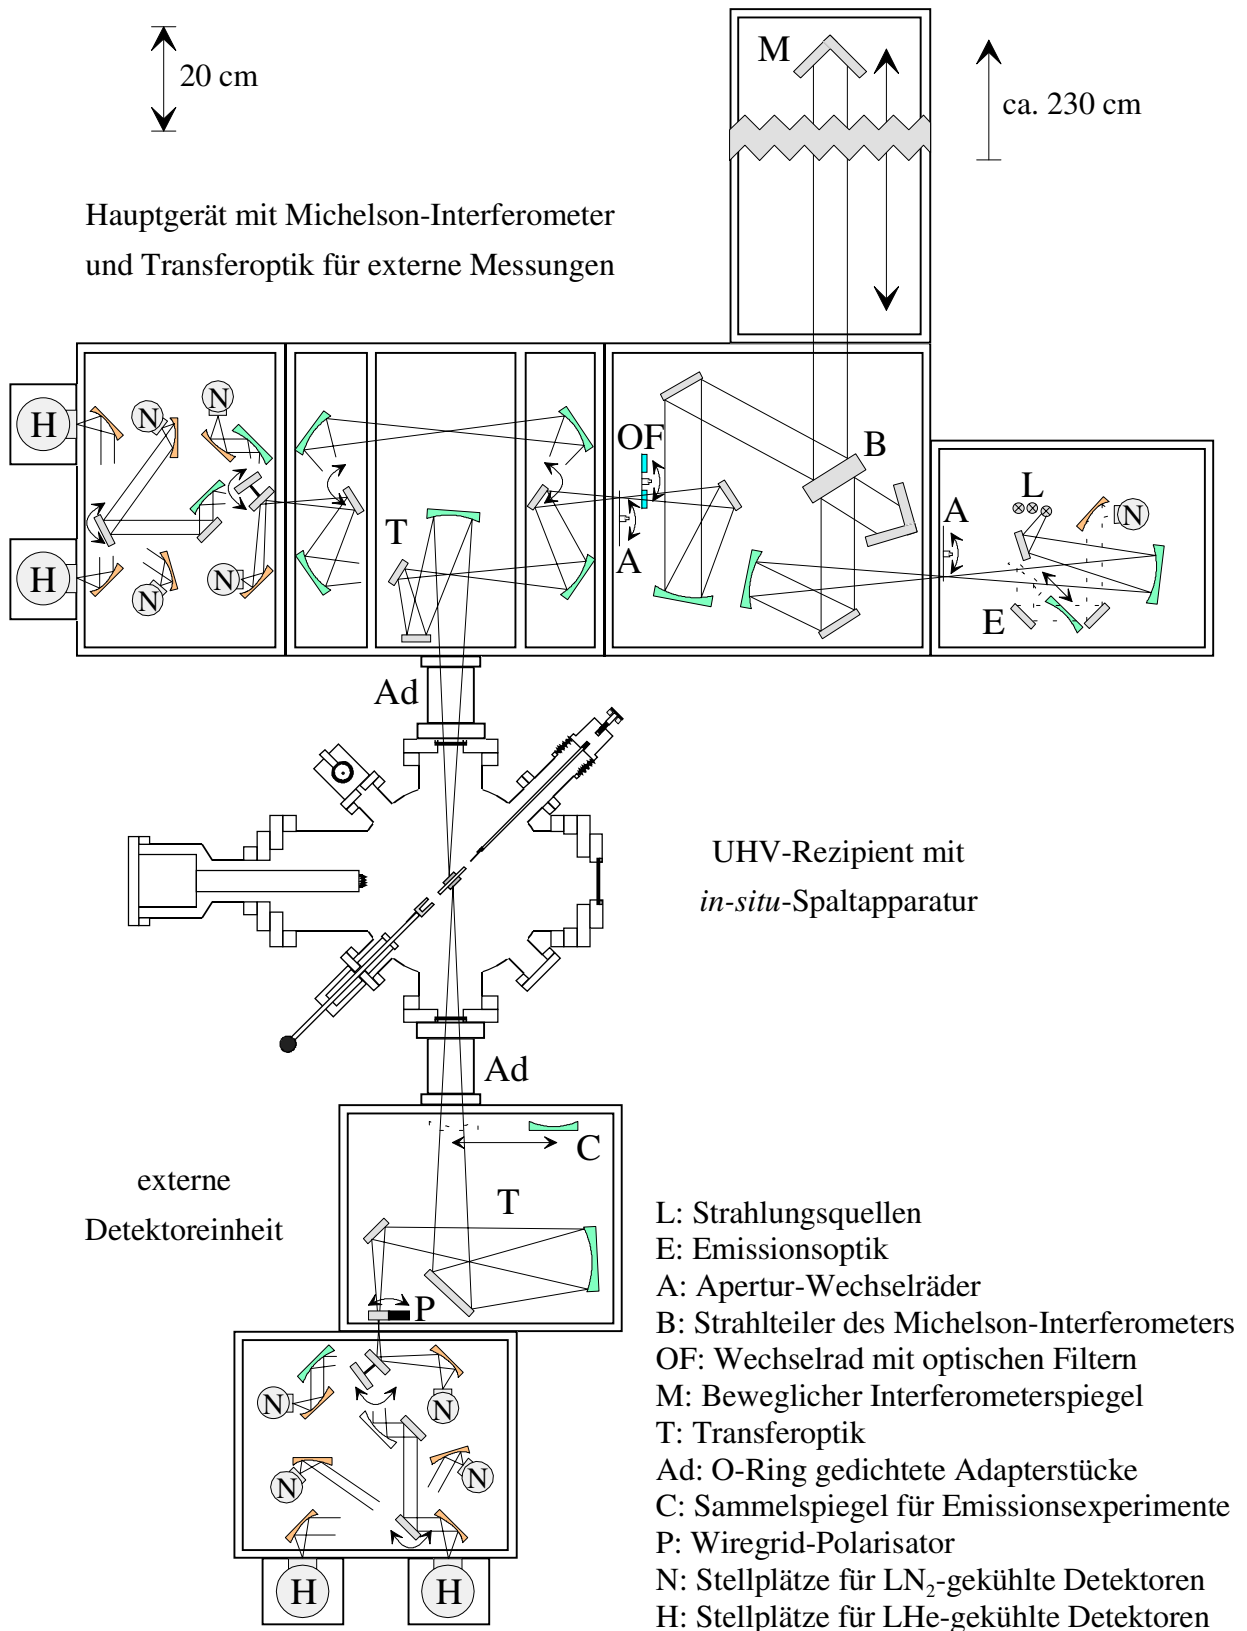 M
20 cm
ca. 230 cm
Hauptgerät mit Michelson-Interferometer
und Transferoptik für externe Messungen
H
N
N
OF
B
T
A
L
A
N
H
N
N
E
Ad
UHV-Rezipient mit
in-situ-Spaltapparatur
Ad
C
externe
Detektoreinheit
T
P
N
N
N
N
H
H
L: Strahlungsquellen
E: Emissionsoptik
A: Apertur-Wechselräder
B: Strahlteiler des Michelson-Interferometers
OF: Wechselrad mit optischen Filtern
M: Beweglicher Interferometerspiegel
T: Transferoptik
Ad: O-Ring gedichtete Adapterstücke
C: Sammelspiegel für Emissionsexperimente
P: Wiregrid-Polarisator
N: Stellplätze für LN₂-gekühlte Detektoren
H: Stellplätze für LHe-gekühlte Detektoren